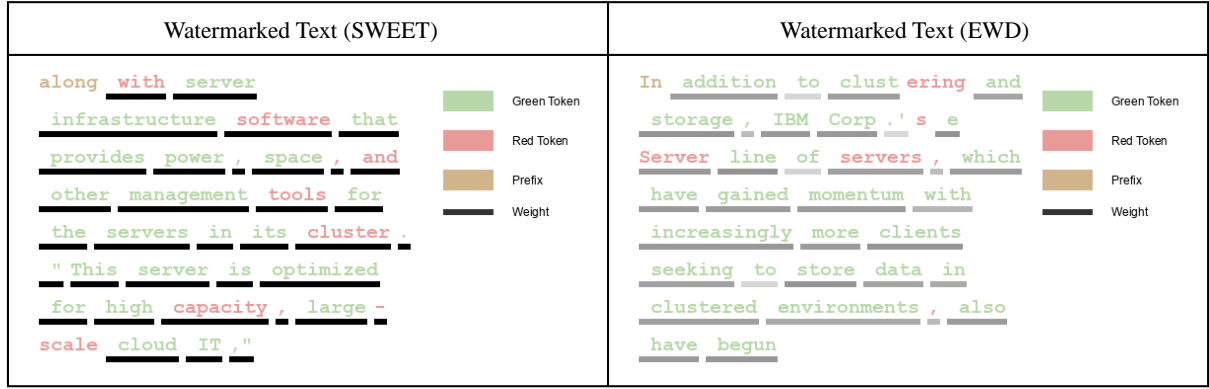 Watermarked Text (SWEET)
along with server
infrastructure software that
provides power, space, and
other management tools for
the servers in its cluster.
"This server is optimized
for high capacity, large-
scale cloud IT,"
Green Token
Red Token
Prefix
Weight
Watermarked Text (EWD)
In addition to clustering and
storage, IBM Corp.'s e
Server line of servers, which
have gained momentum with
increasingly more clients
seeking to store data in
clustered environments, also
have begun
Green Token
Red Token
Prefix
Weight